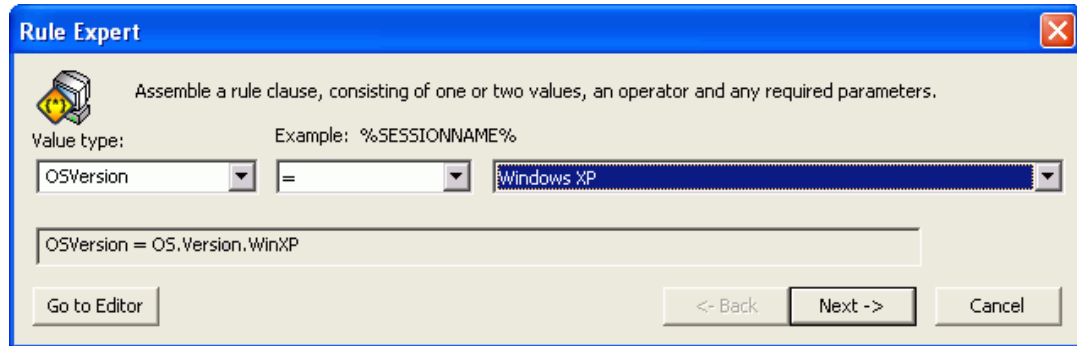 Rule Expert
Assemble a rule clause, consisting of one or two values, an operator and any required parameters.
Value type:
Example: %SESSIONNAME%
OSVersion = Windows XP
OSVersion = OS.Version.WinXP
Go to Editor <- Back Next -> Cancel